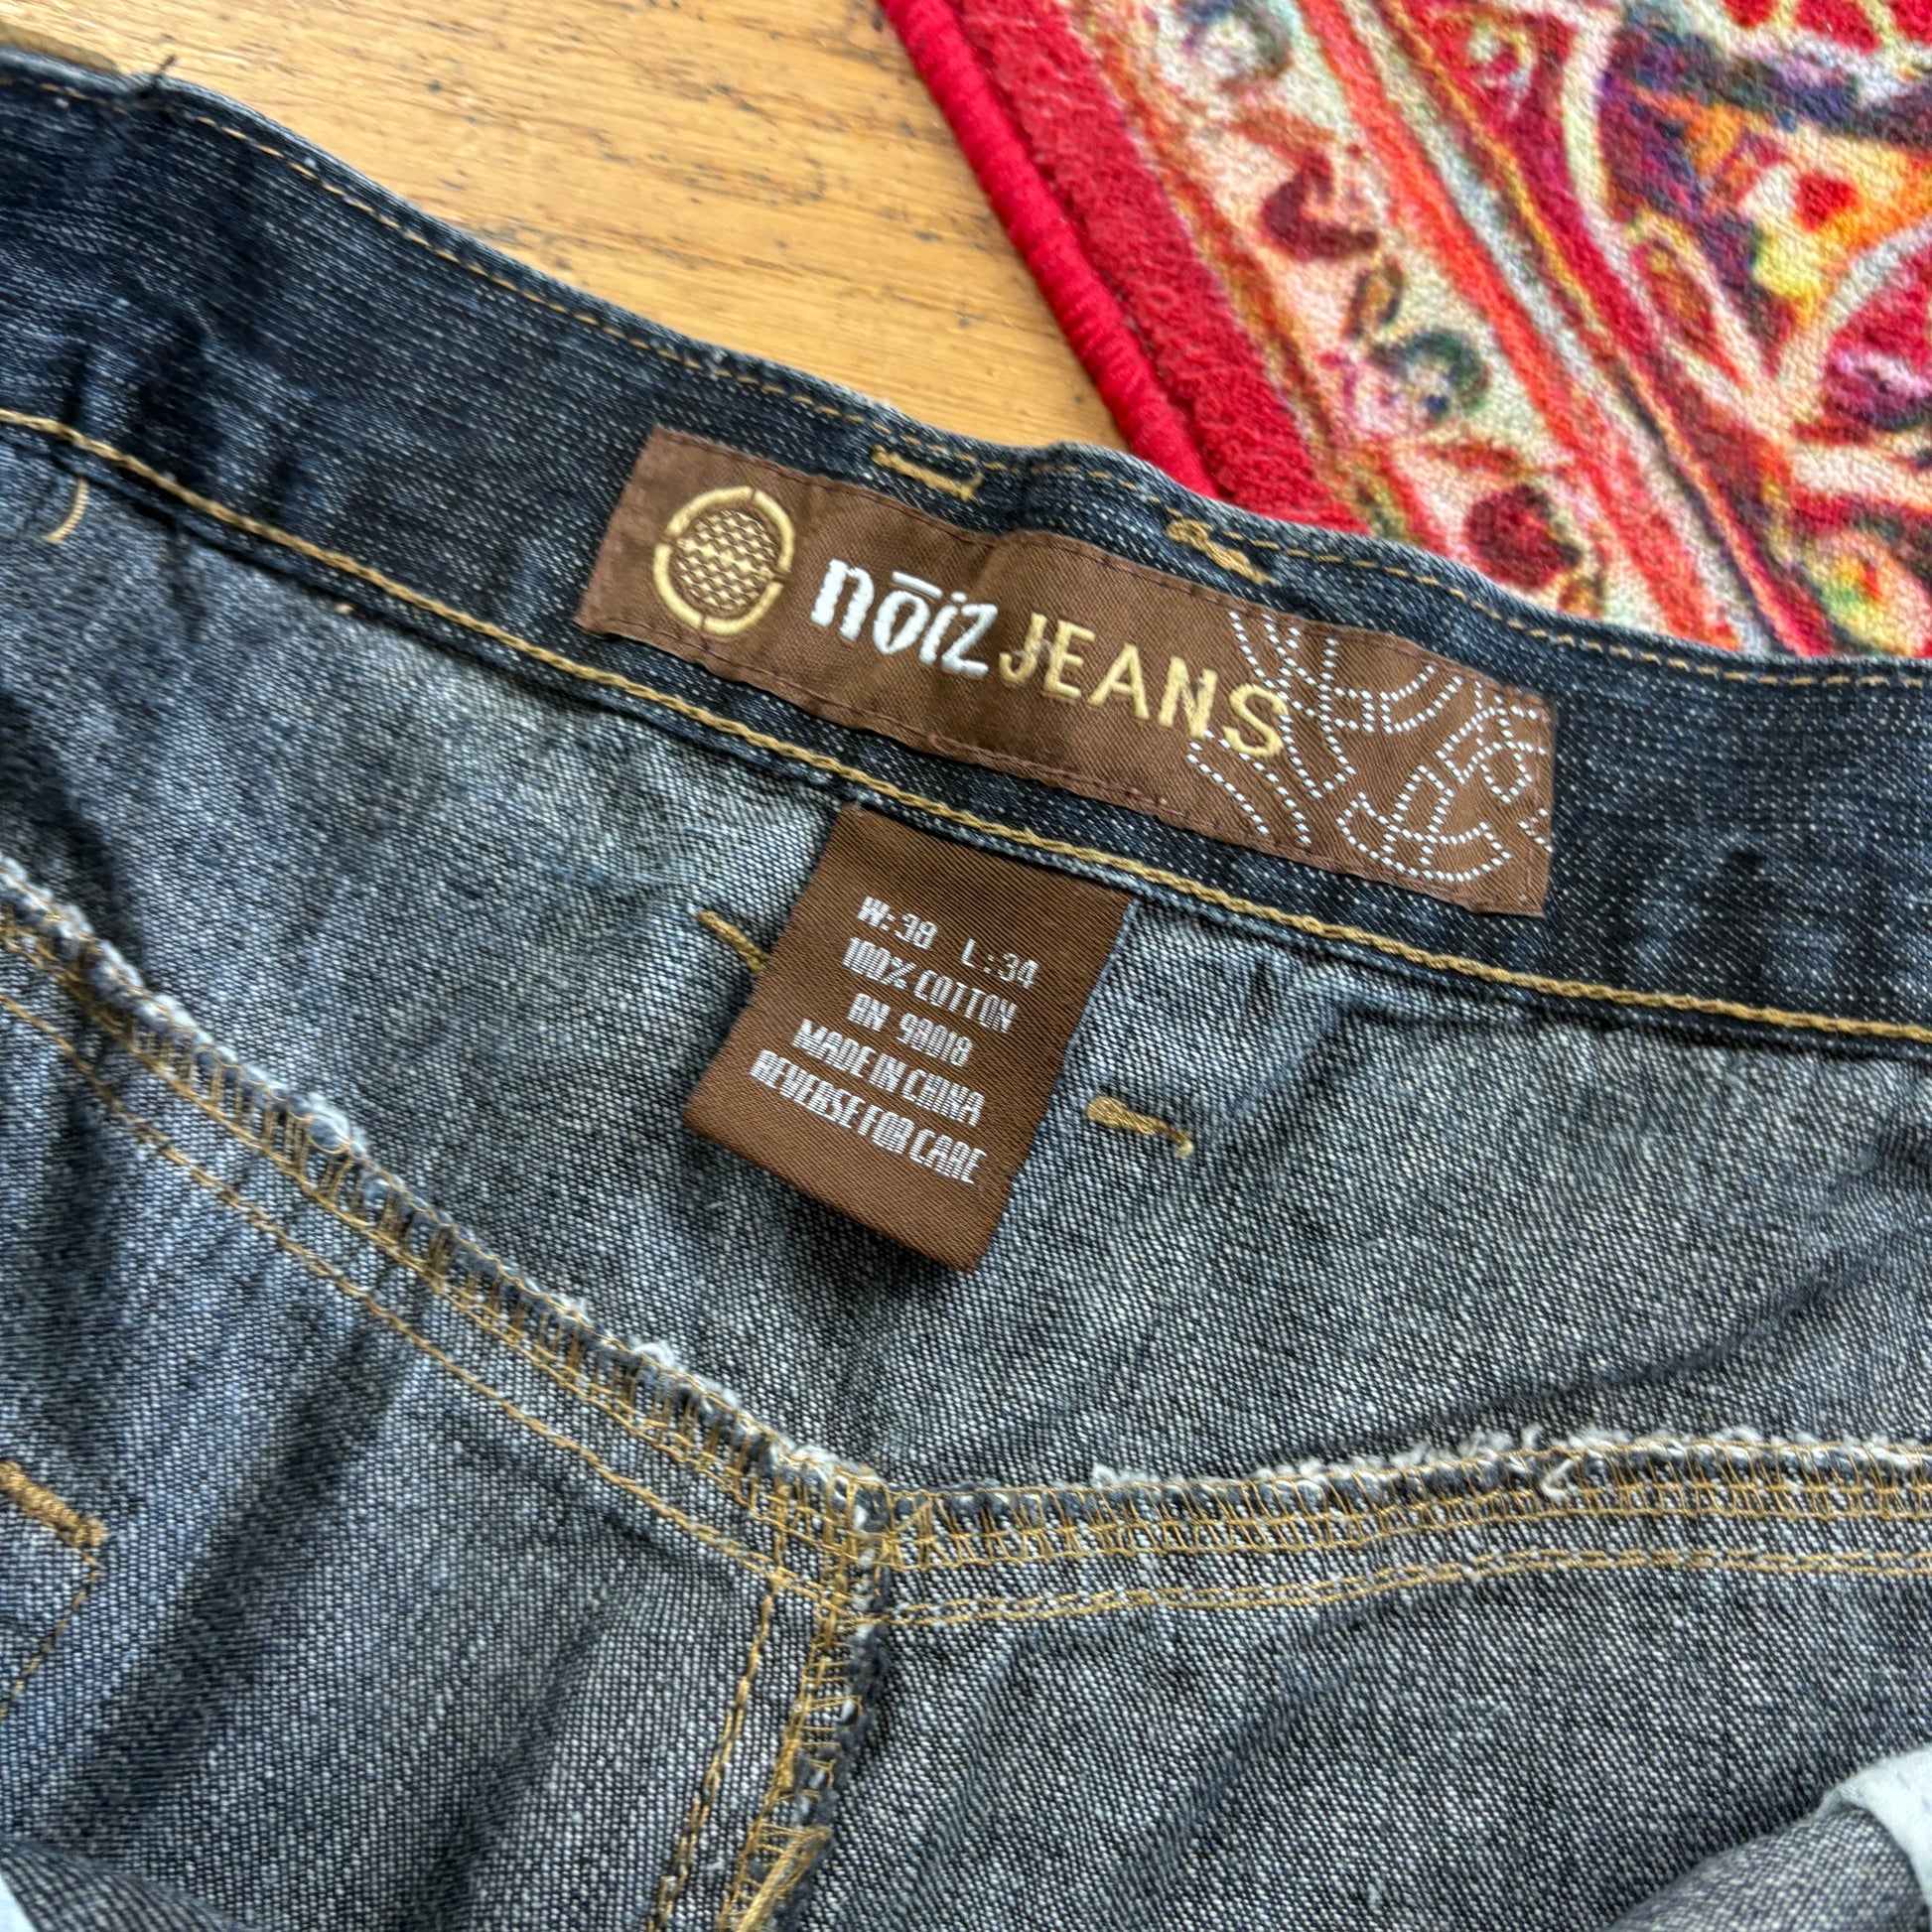 nōiz JEANS
W:38 L:34
100% COTTON
RN 98018
MADE IN CHINA
REVERSE FOR CARE